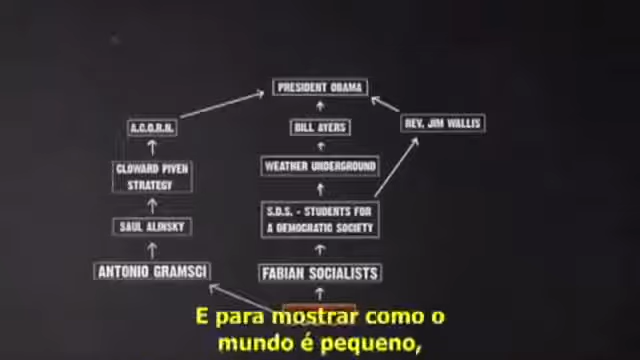 PRESIDENT OBAMA
A.C.O.R.N.
BILL AYERS
REV. JIM WALLIS
CLOWARD PIVEN
STRATEGY
WEATHER UNDERGROUND
SAUL ALINSKY
S.D.S. - STUDENTS FOR
A DEMOCRATIC SOCIETY
ANTONIO GRAMSCI
FABIAN SOCIALISTS
E para mostrar como o
mundo é pequeno,